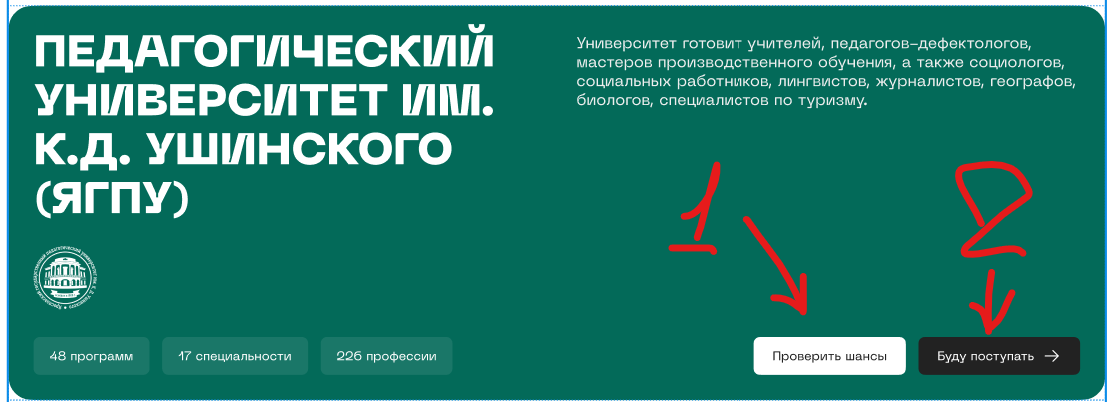 ПЕДАГОГИЧЕСКИЙ
УНИВЕРСИТЕТ ИМ.
К.Д. УШИНСКОГО
(ЯГПУ)
Университет готовит учителей, педагогов-дефектологов,
мастеров производственного обучения, а также социологов,
социальных работников, лингвистов, журналистов, географов,
биологов, специалистов по туризму.
1
2
48 программ
17 специальности
226 профессии
Проверить шансы
Буду поступать →